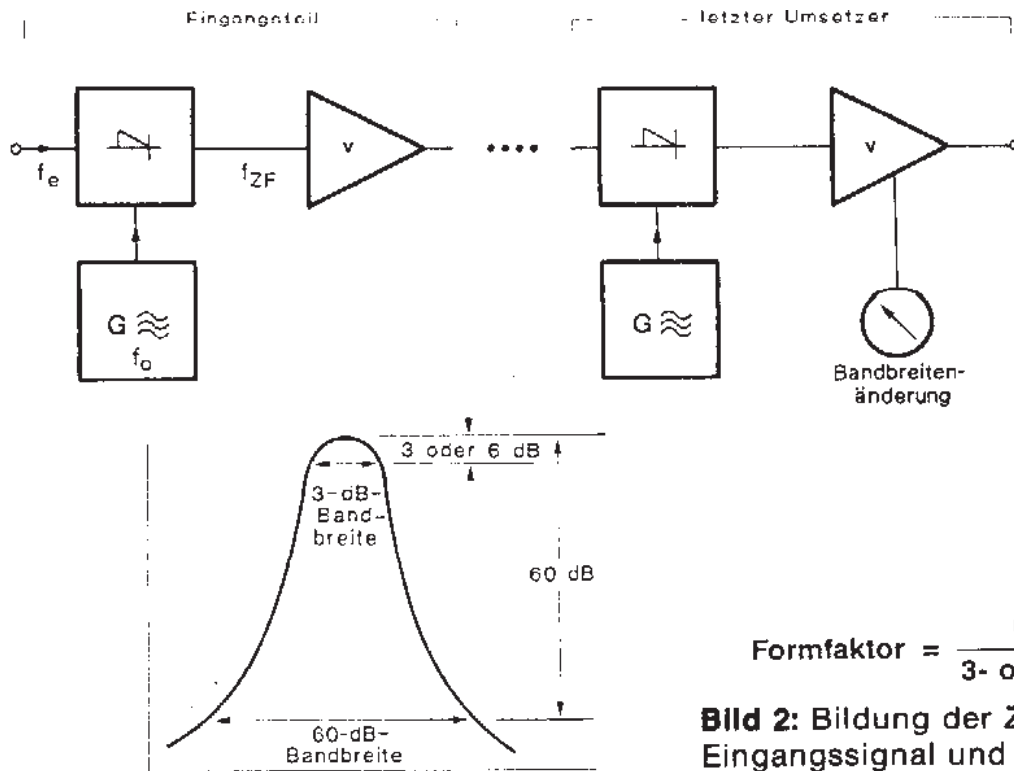 Eingangsteil
letzter Umsetzer
f_e
f_ZF
v
v
G
f_o
G
Bandbreiten-
änderung
3 oder 6 dB
3-dB-
Band-
breite
60 dB
60-dB-
Bandbreite
Formfaktor =
3- o
Bild 2: Bildung der Z
Eingangssignal und